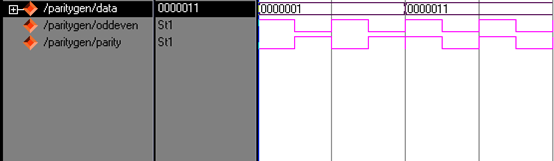 /paritygen/data 0000011 0000001 0000011
/paritygen/oddeven St1
/paritygen/parity St1